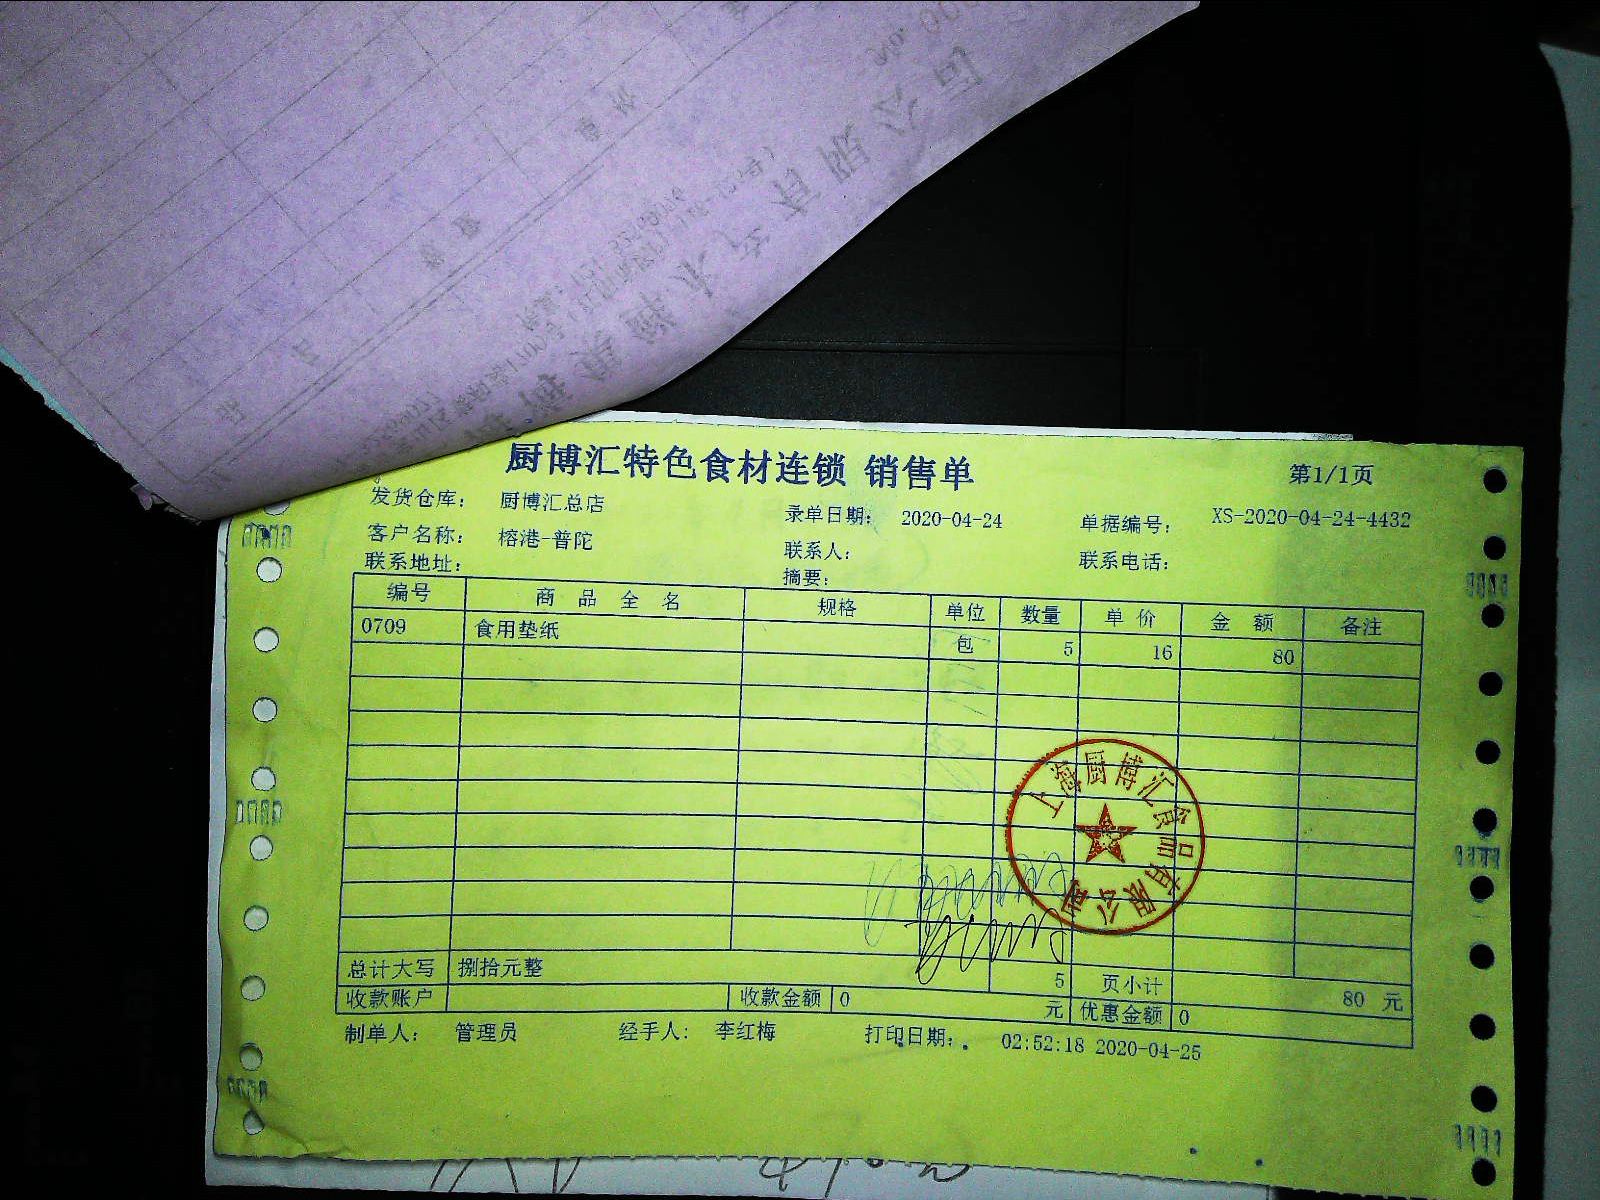 厨博汇特色食材连锁 销售单
第1/1页
发货仓库： 厨博汇总店 录单日期： 2020-04-24 单据编号： XS-2020-04-24-4432
客户名称： 榕港-普陀 联系人： 联系电话：
联系地址： 摘要：
编号 商品全名 规格 单位 数量 单价 金额 备注
0709 食用垫纸 包 5 16 80
上海厨博汇食品有限公司
总计大写 捌拾元整 5 页小计 80 元
收款账户 收款金额 0 元 优惠金额 0
制单人： 管理员 经手人： 李红梅 打印日期： 02:52:18 2020-04-25